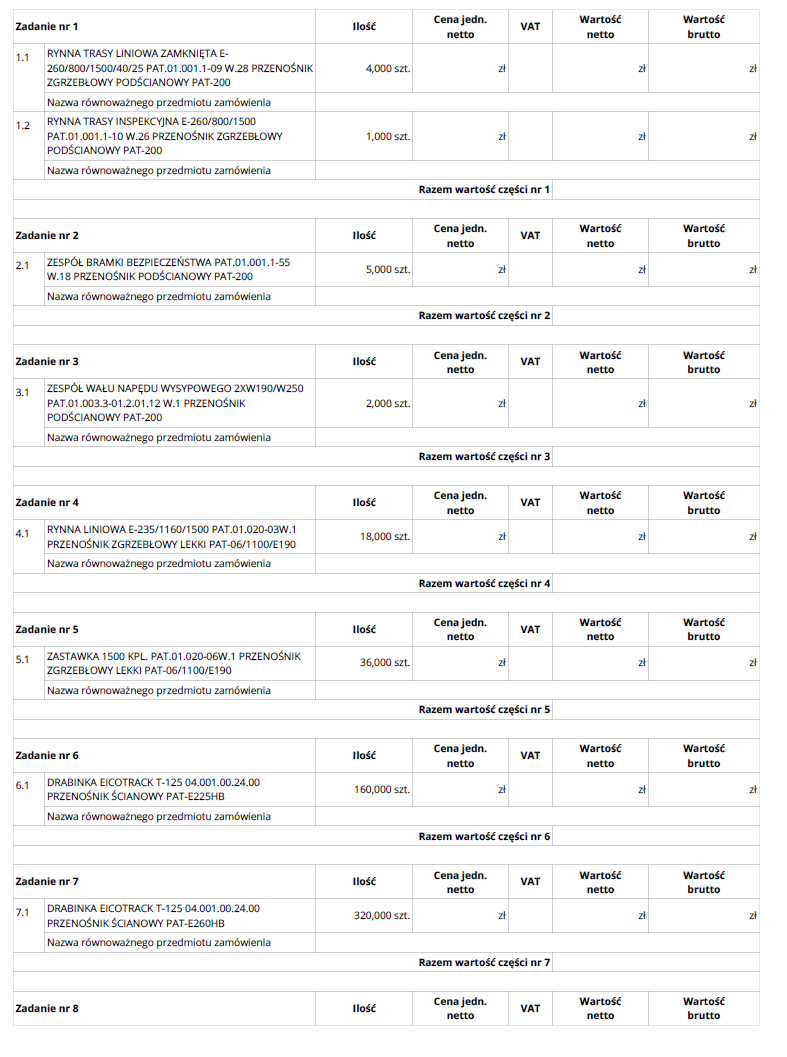 Zadanie nr 1 Ilość Cena jedn. netto VAT Wartość netto Wartość brutto
1.1 RYNNA TRASY LINIOWA ZAMKNIĘTA E-
260/800/1500/40/25 PAT.01.001.1-09 W.28 PRZENOŚNIK 4,000 szt. zł zł zł
ZGRZEBŁOWY PODŚCIANOWY PAT-200
Nazwa równoważnego przedmiotu zamówienia
1.2 RYNNA TRASY INSPEKCYJNA E-260/800/1500
PAT.01.001.1-10 W.26 PRZENOŚNIK ZGRZEBŁOWY 1,000 szt. zł zł zł
PODŚCIANOWY PAT-200
Nazwa równoważnego przedmiotu zamówienia
Razem wartość części nr 1
Zadanie nr 2 Ilość Cena jedn. netto VAT Wartość netto Wartość brutto
2.1 ZESPÓŁ BRAMKI BEZPIECZEŃSTWA PAT.01.001.1-55
W.18 PRZENOŚNIK PODŚCIANOWY PAT-200 5,000 szt. zł zł zł
Nazwa równoważnego przedmiotu zamówienia
Razem wartość części nr 2
Zadanie nr 3 Ilość Cena jedn. netto VAT Wartość netto Wartość brutto
3.1 ZESPÓŁ WAŁU NAPĘDU WYSYPOWEGO 2XW190/W250
PAT.01.003.3-01.2.01.12 W.1 PRZENOŚNIK 2,000 szt. zł zł zł
PODŚCIANOWY PAT-200
Nazwa równoważnego przedmiotu zamówienia
Razem wartość części nr 3
Zadanie nr 4 Ilość Cena jedn. netto VAT Wartość netto Wartość brutto
4.1 RYNNA LINIOWA E-235/1160/1500 PAT.01.020-03W.1
PRZENOŚNIK ZGRZEBŁOWY LEKKI PAT-06/1100/E190 18,000 szt. zł zł zł
Nazwa równoważnego przedmiotu zamówienia
Razem wartość części nr 4
Zadanie nr 5 Ilość Cena jedn. netto VAT Wartość netto Wartość brutto
5.1 ZASTAWKA 1500 KPL. PAT.01.020-06W.1 PRZENOŚNIK
ZGRZEBŁOWY LEKKI PAT-06/1100/E190 36,000 szt. zł zł zł
Nazwa równoważnego przedmiotu zamówienia
Razem wartość części nr 5
Zadanie nr 6 Ilość Cena jedn. netto VAT Wartość netto Wartość brutto
6.1 DRABINKA EICOTRACK T-125 04.001.00.24.00
PRZENOŚNIK ŚCIANOWY PAT-E225HB 160,000 szt. zł zł zł
Nazwa równoważnego przedmiotu zamówienia
Razem wartość części nr 6
Zadanie nr 7 Ilość Cena jedn. netto VAT Wartość netto Wartość brutto
7.1 DRABINKA EICOTRACK T-125 04.001.00.24.00
PRZENOŚNIK ŚCIANOWY PAT-E260HB 320,000 szt. zł zł zł
Nazwa równoważnego przedmiotu zamówienia
Razem wartość części nr 7
Zadanie nr 8 Ilość Cena jedn. netto VAT Wartość netto Wartość brutto